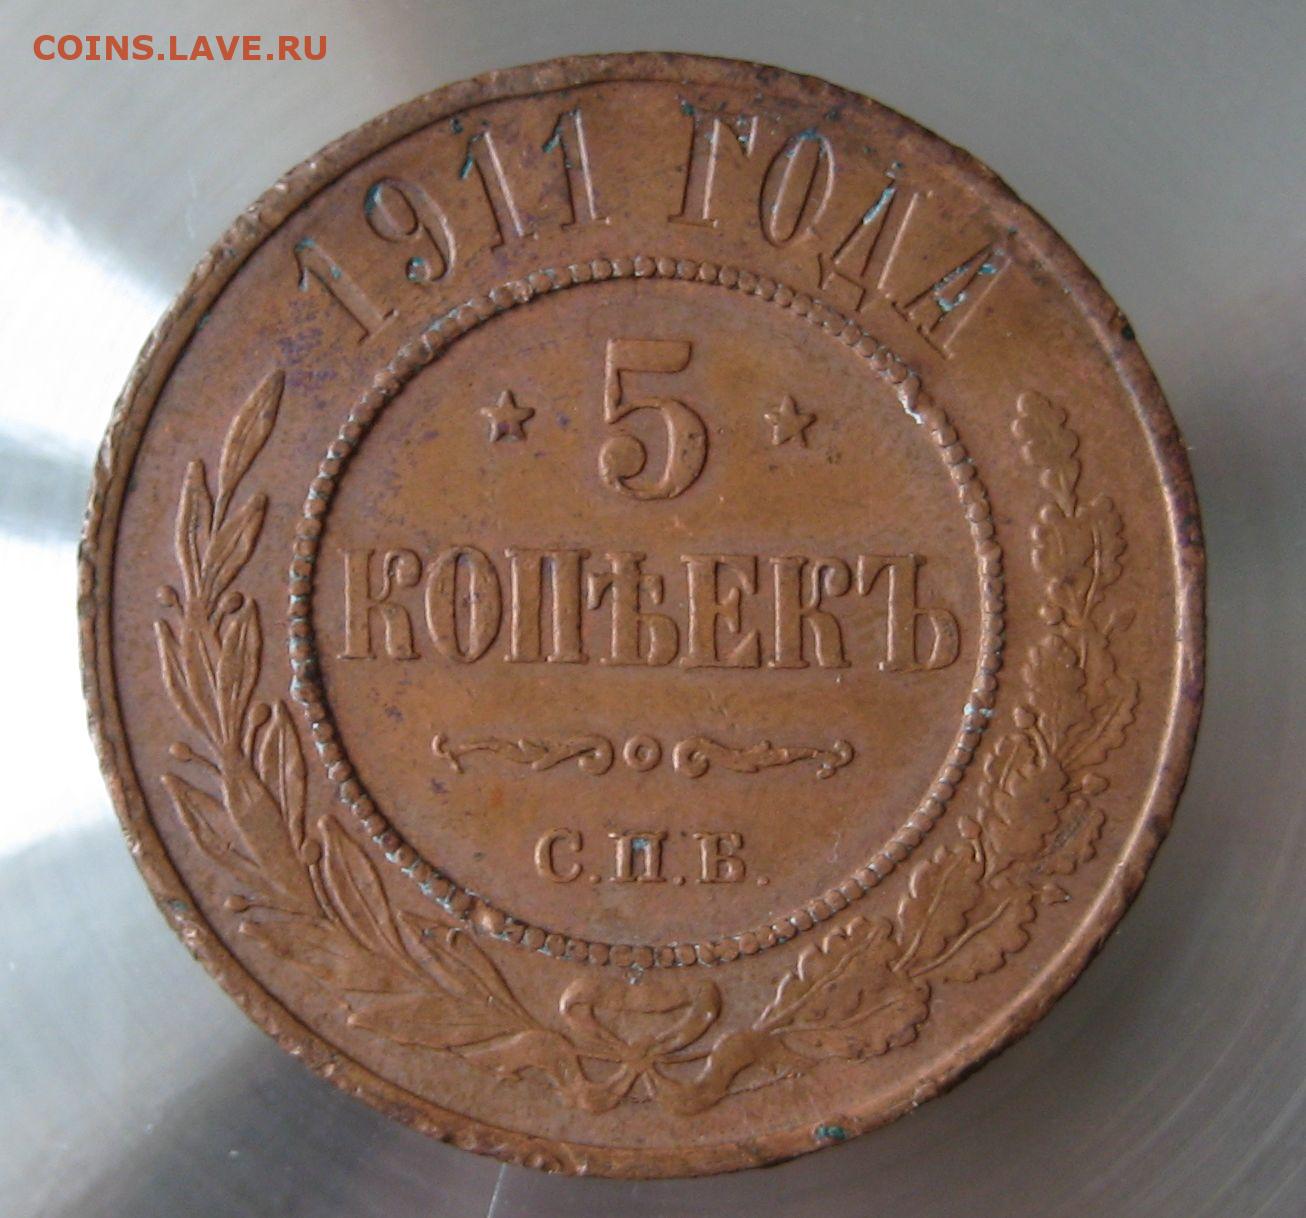 COINS.LAVE.RU
1911 ГОДА
5
КОПѢЕКЪ
С.П.Б.